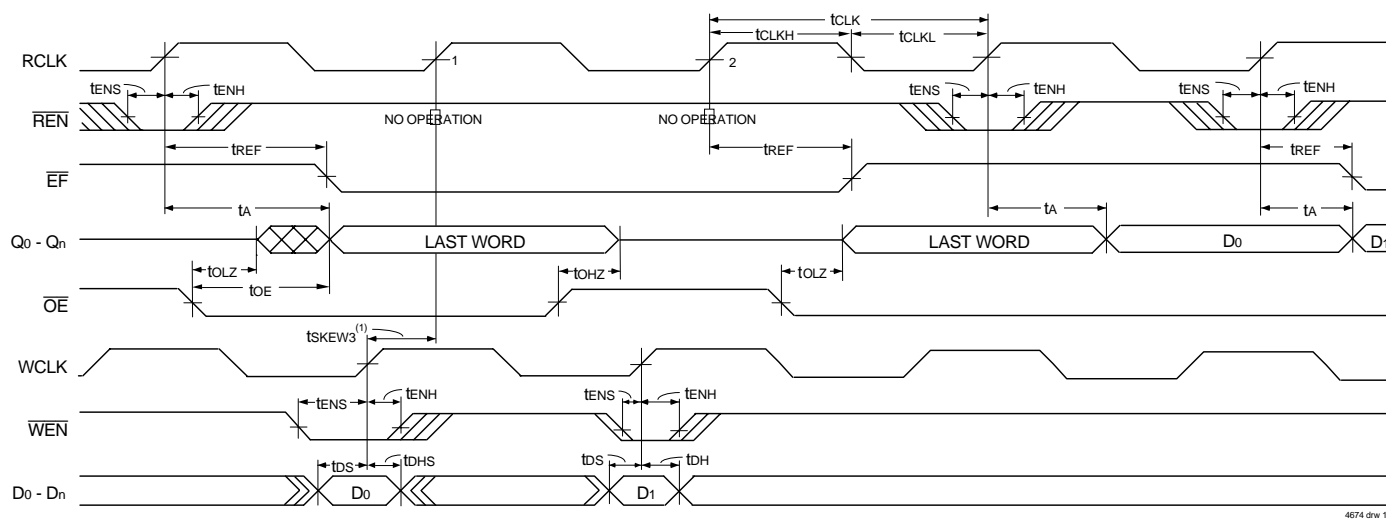 tCLK
tCLKH tCLKL
RCLK 1 2
tENS tENH tENS tENH tENS tENH
REN NO OPERATION NO OPERATION
tREF tREF tREF
EF
tA tA tA
Q0 - Qn LAST WORD LAST WORD D0 D1
tOLZ tOHZ tOLZ
tOE
OE
tSKEW3(1)
WCLK
tENS tENH tENS tENH
WEN
tDS tDHS tDS tDH
D0 - Dn D0 D1
4674 drw 1